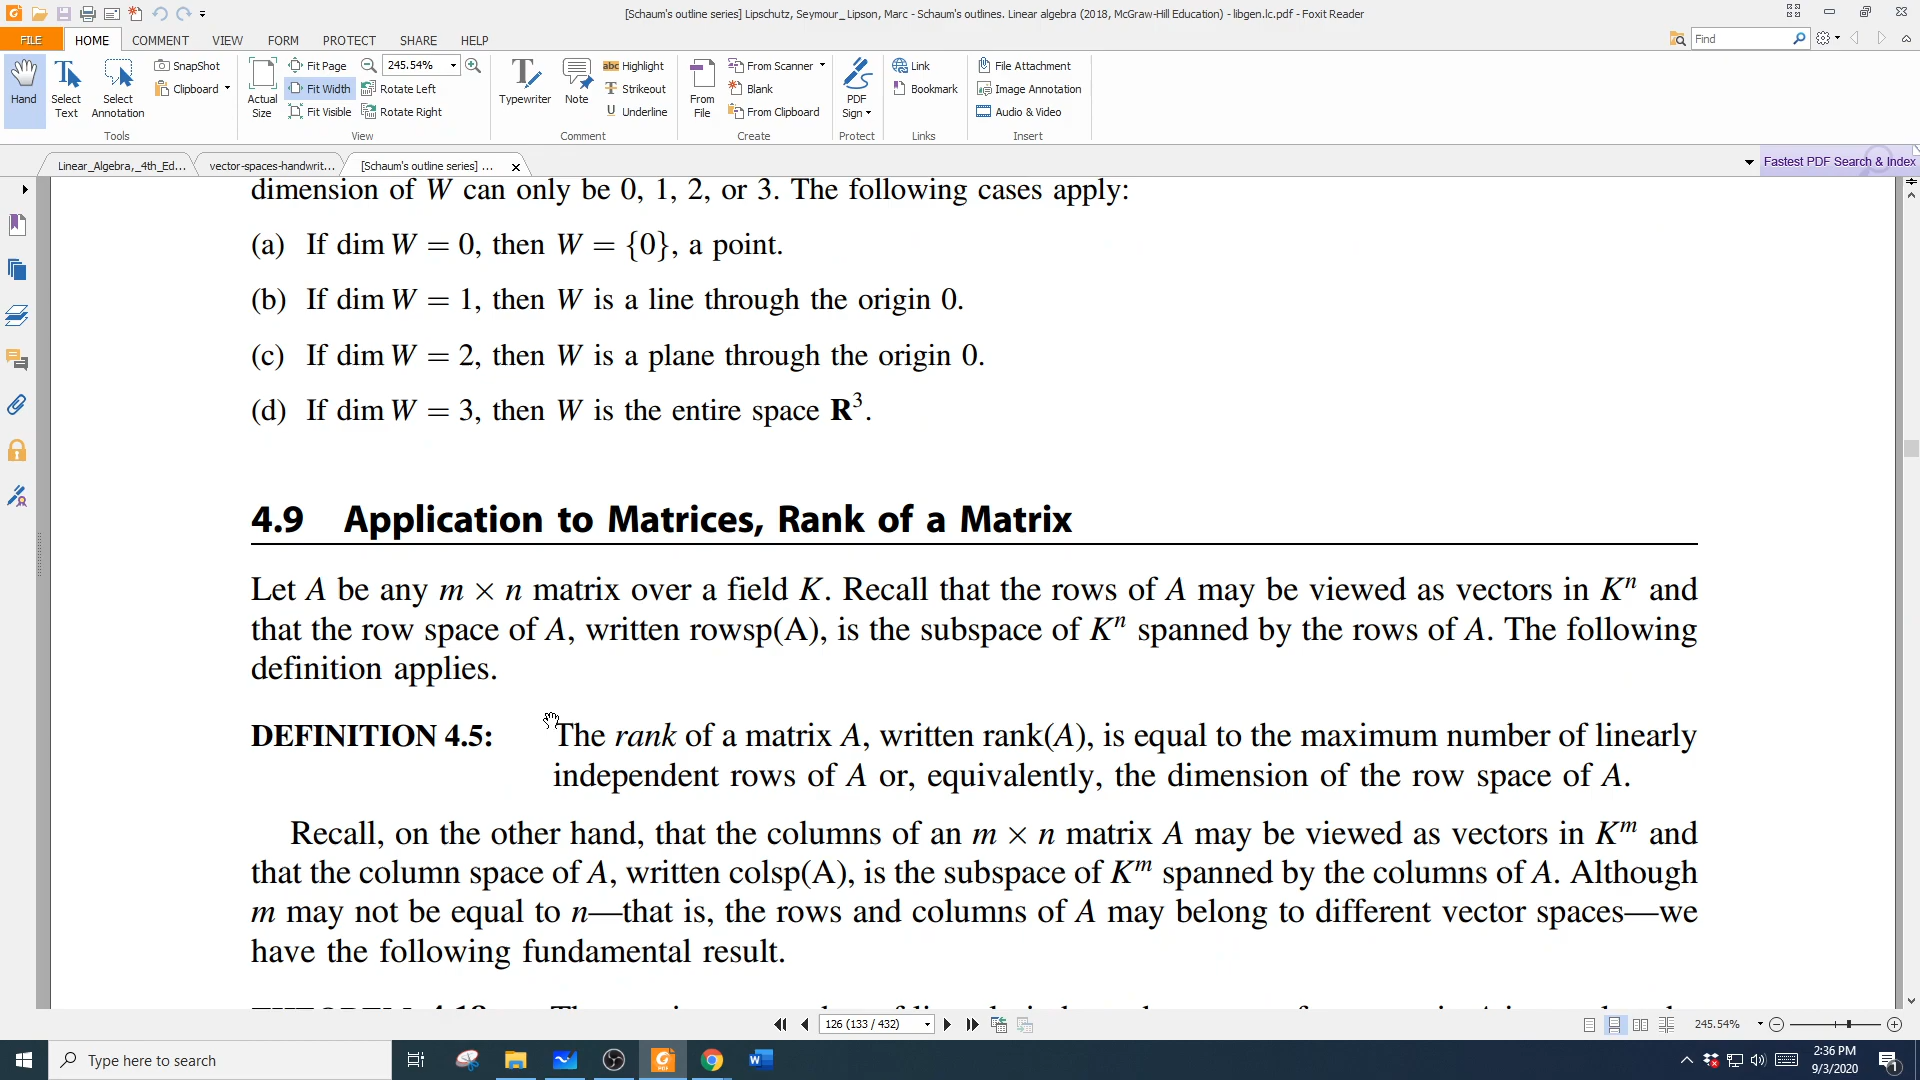 [Schaum's outline series] Lipschutz, Seymour_ Lipson, Marc - Schaum's outlines. Linear algebra (2018, McGraw-Hill Education) - libgen.lc.pdf - Foxit Reader
FILE HOME COMMENT VIEW FORM PROTECT SHARE HELP
Find
Hand
Select Text
Select Annotation
SnapShot
Clipboard
Tools
Actual Size
Fit Page
Fit Width
Fit Visible
245.54%
Rotate Left
Rotate Right
View
Typewriter
Note
abc Highlight
T Strikeout
U Underline
Comment
From File
From Scanner
Blank
From Clipboard
Create
PDF Sign
Protect
Link
Bookmark
Links
File Attachment
Image Annotation
Audio & Video
Insert
Linear_Algebra,_4th_Ed...
vector-spaces-handwrit...
[Schaum's outline series] ...
Fastest PDF Search & Index
dimension of W can only be 0, 1, 2, or 3. The following cases apply:
(a) If dim W = 0, then W = {0}, a point.
(b) If dim W = 1, then W is a line through the origin 0.
(c) If dim W = 2, then W is a plane through the origin 0.
(d) If dim W = 3, then W is the entire space R³.
4.9 Application to Matrices, Rank of a Matrix
Let A be any m × n matrix over a field K. Recall that the rows of A may be viewed as vectors in Kⁿ and
that the row space of A, written rowsp(A), is the subspace of Kⁿ spanned by the rows of A. The following
definition applies.
DEFINITION 4.5: The rank of a matrix A, written rank(A), is equal to the maximum number of linearly
independent rows of A or, equivalently, the dimension of the row space of A.
Recall, on the other hand, that the columns of an m × n matrix A may be viewed as vectors in Kᵐ and
that the column space of A, written colsp(A), is the subspace of Kᵐ spanned by the columns of A. Although
m may not be equal to n—that is, the rows and columns of A may belong to different vector spaces—we
have the following fundamental result.
126 (133 / 432)
245.54%
Type here to search
2:36 PM
9/3/2020
1